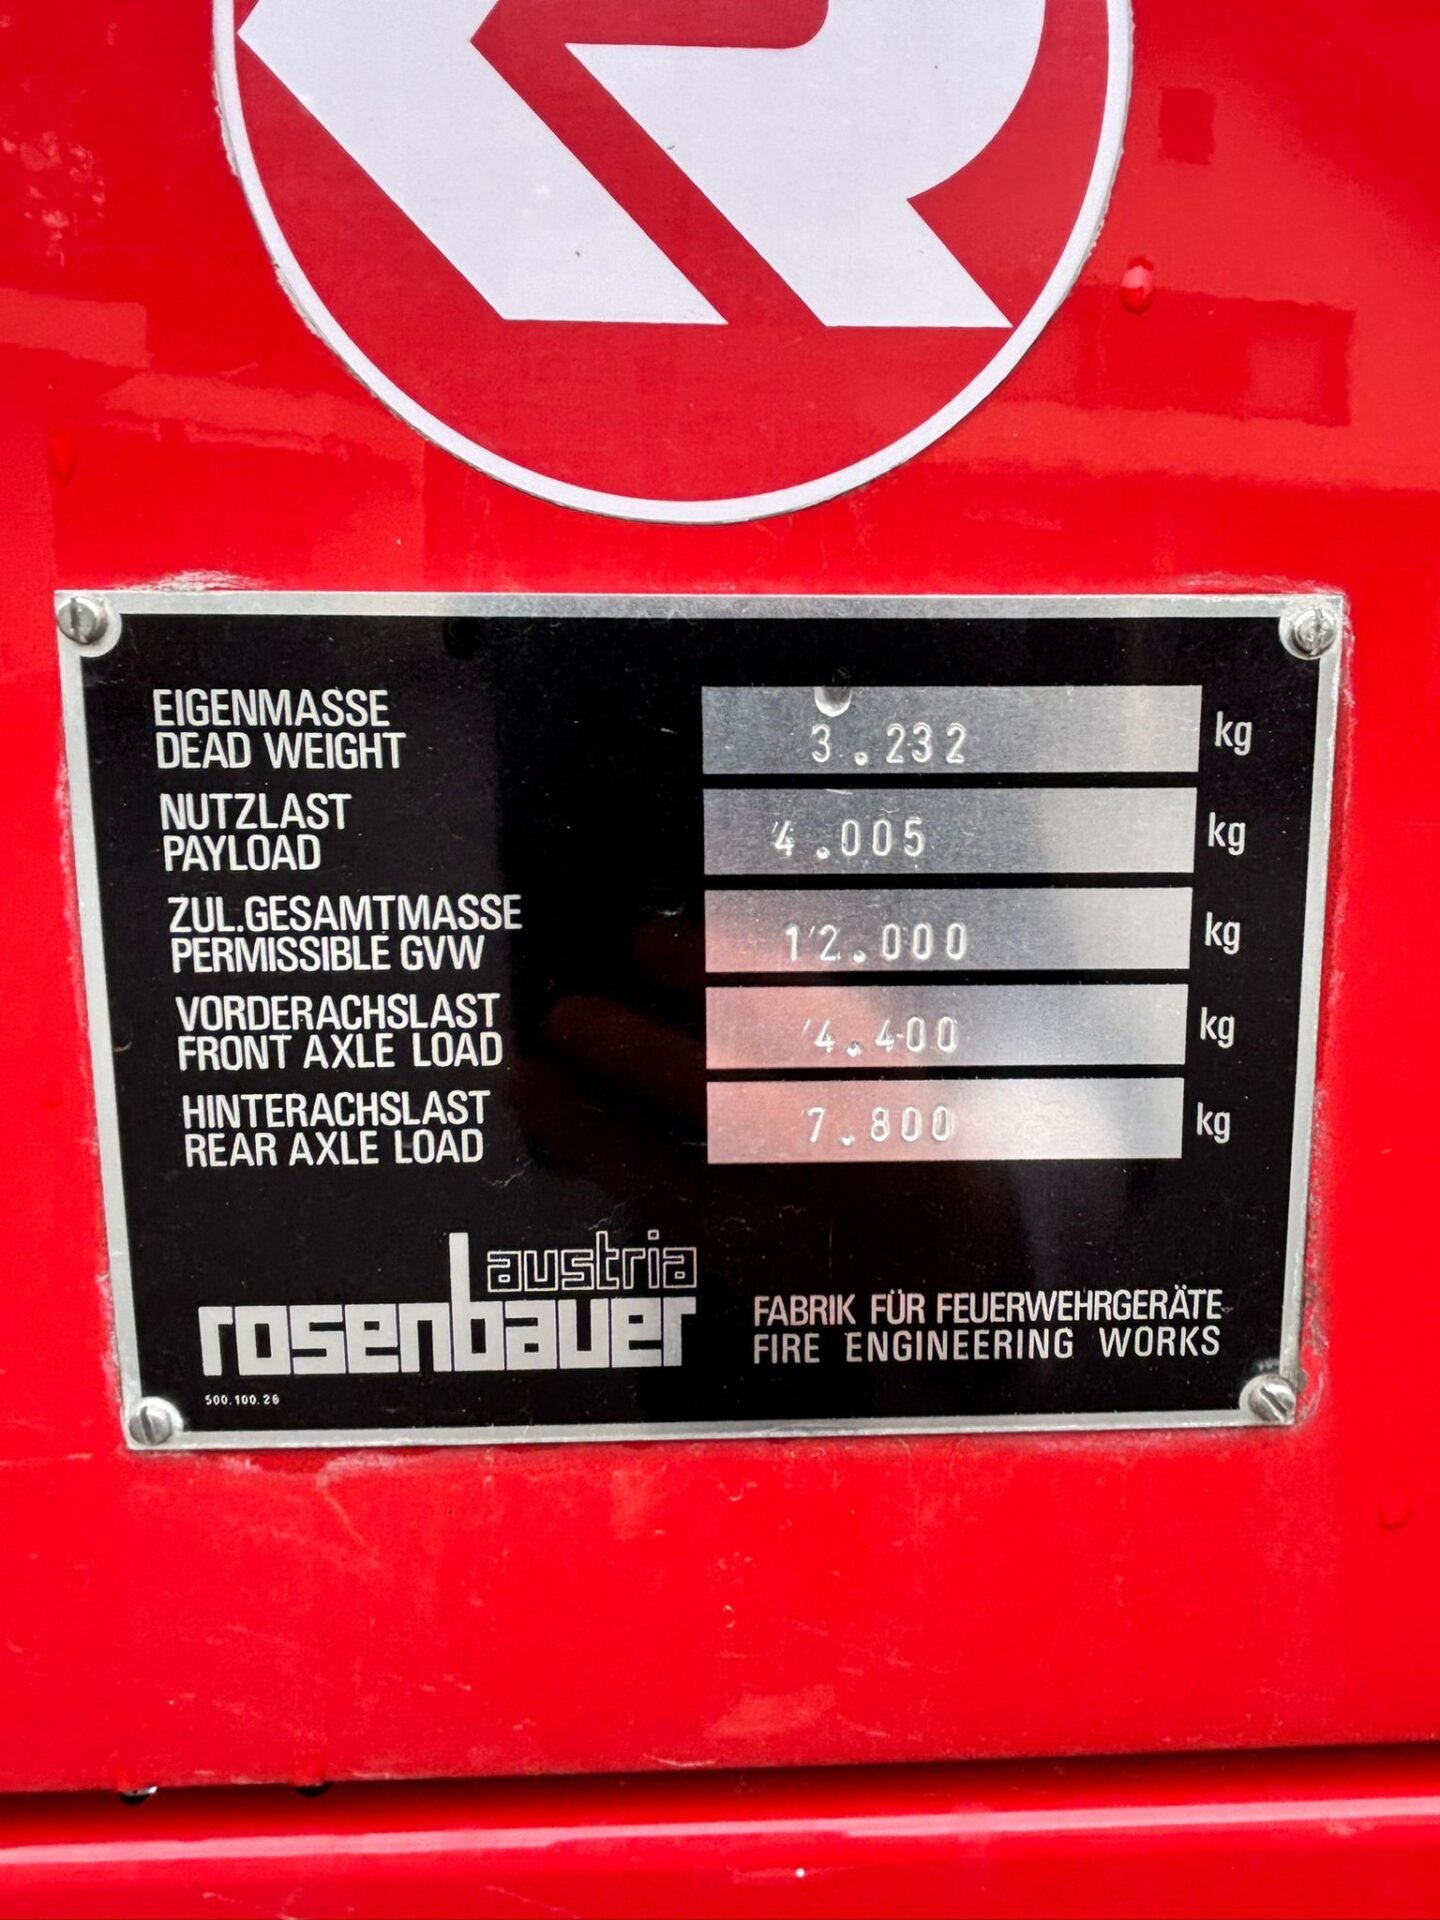 EIGENMASSE
DEAD WEIGHT
3.232 kg
NUTZLAST
PAYLOAD
4.005 kg
ZUL.GESAMTMASSE
PERMISSIBLE GVW
12.000 kg
VORDERACHSLAST
FRONT AXLE LOAD
4.400 kg
HINTERACHSLAST
REAR AXLE LOAD
7.800 kg
austria
rosenbauer
FABRIK FÜR FEUERWEHRGERÄTE
FIRE ENGINEERING WORKS
500.100.26